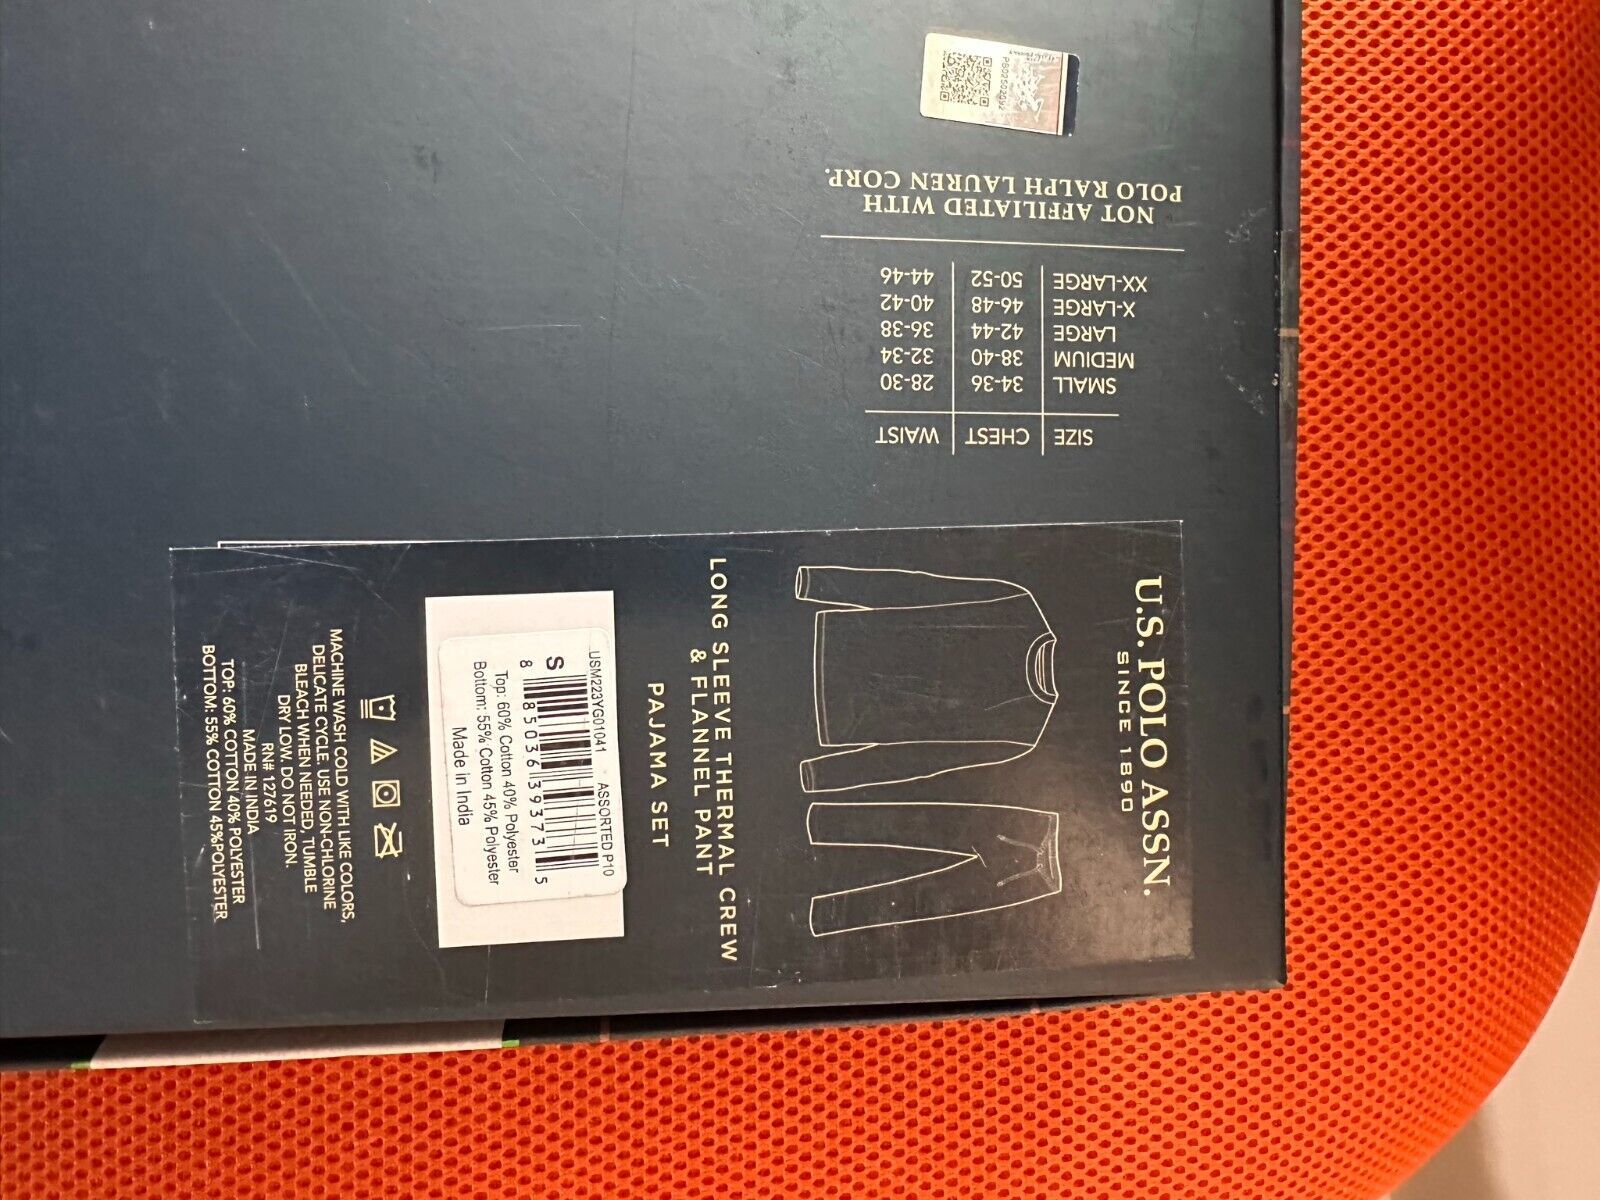 U.S. POLO ASSN.
SINCE 1890
LONG SLEEVE THERMAL CREW
& FLANNEL PANT
PAJAMA SET
USM223YG01041 ASSORTED P10
S
8 85036 39373 5
Top: 60% Cotton 40% Polyester
Bottom: 55% Cotton 45% Polyester
Made in India
MACHINE WASH COLD WITH LIKE COLORS,
DELICATE CYCLE. USE NON-CHLORINE
BLEACH WHEN NEEDED, TUMBLE
DRY LOW. DO NOT IRON.
RN# 127619
MADE IN INDIA
TOP: 60% COTTON 40% POLYESTER
BOTTOM: 55% COTTON 45%POLYESTER
SIZE CHEST WAIST
SMALL 34-36 28-30
MEDIUM 38-40 32-34
LARGE 42-44 36-38
X-LARGE 46-48 40-42
XX-LARGE 50-52 44-46
NOT AFFILIATED WITH
POLO RALPH LAUREN CORP.